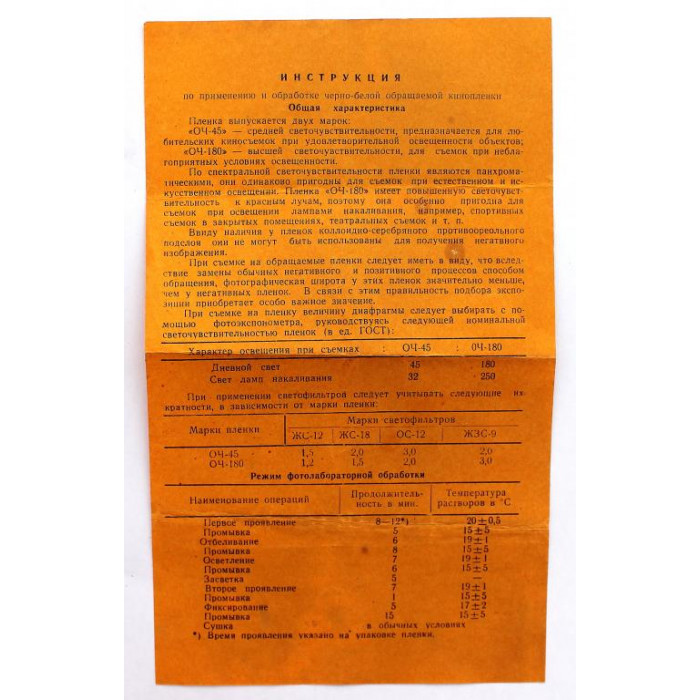 ИНСТРУКЦИЯ
по применению и обработке черно-белой обращаемой кинопленки
Общая характеристика
Пленка выпускается двух марок:
«ОЧ-45» — средней светочувствительности, предназначается для лю-
бительских киносъемок при удовлетворительной освещенности объектов;
«ОЧ-180» — высшей светочувствительности, для съемок при небла-
гоприятных условиях освещенности.
По спектральной светочувствительности пленки являются панхрома-
тическими, они одинаково пригодны для съемок при естественном и ис-
кусственном освещении. Пленка «ОЧ-180» имеет повышенную светочувст-
вительность к красным лучам, поэтому она особенно пригодна для
съемок при освещении лампами накаливания, например, спортивных
съемок в закрытых помещениях, театральных съемок и т. п.
Ввиду наличия у пленок коллоидно-серебряного противоореольного
подслоя они не могут быть использованы для получения негативного
изображения.
При съемке на обращаемые пленки следует иметь в виду, что вслед-
ствие замены обычных негативного и позитивного процессов способом
обращения, фотографическая широта у этих пленок значительно меньше,
чем у негативных пленок. В связи с этим правильность подбора экспо-
зиции приобретает особо важное значение.
При съемке на пленку величину диафрагмы следует выбирать с по-
мощью фотоэкспонометра, руководствуясь следующей номинальной
светочувствительностью пленок (в ед. ГОСТ):
Характер освещения при съемках : ОЧ-45 : ОЧ-180
Дневной свет 45 180
Свет ламп накаливания 32 250
При применении светофильтров следует учитывать следующие их
кратности, в зависимости от марки пленки:
Марки пленки Марки светофильтров
ЖС-12 ЖС-18 ОС-12 ЖЗС-9
ОЧ-45 1,5 2,0 3,0 2,0
ОЧ-180 1,2 1,5 2,0 3,0
Режим фотолабораторной обработки
Наименование операций Продолжитель-
ность в мин. Температура
растворов в °С
Первое проявление 8—12*) 20±0,5
Промывка 5 15±5
Отбеливание 6 19±1
Промывка 8 15±5
Осветление 7 19±1
Промывка 6 15±5
Засветка 5 —
Второе проявление 7 19±1
Промывка 1 15±5
Фиксирование 5 17±2
Промывка 15 15±5
Сушка в обычных условиях
*) Время проявления указано на упаковке пленки.